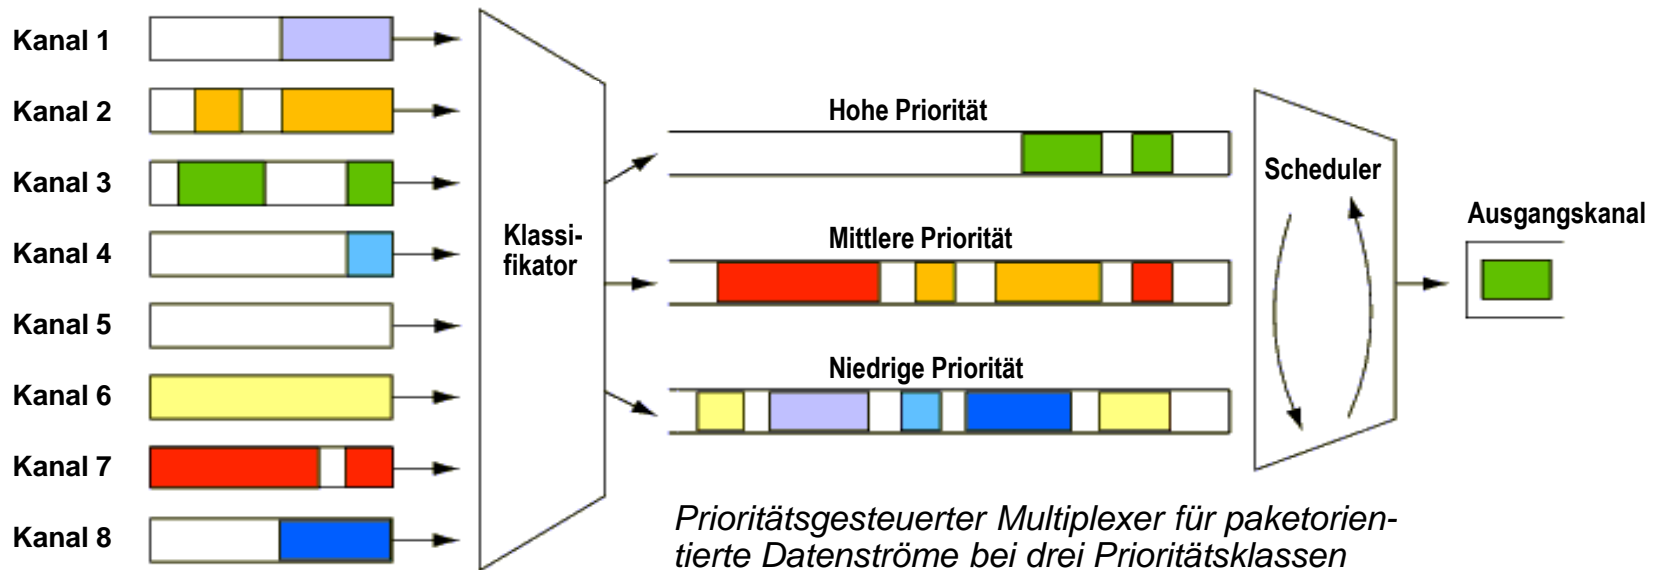 Kanal 1
Kanal 2
Kanal 3
Kanal 4
Kanal 5
Kanal 6
Kanal 7
Kanal 8
Klassi-
fikator
Hohe Priorität
Mittlere Priorität
Niedrige Priorität
Scheduler
Ausgangskanal
Prioritätsgesteuerter Multiplexer für paketorien-
tierte Datenströme bei drei Prioritätsklassen